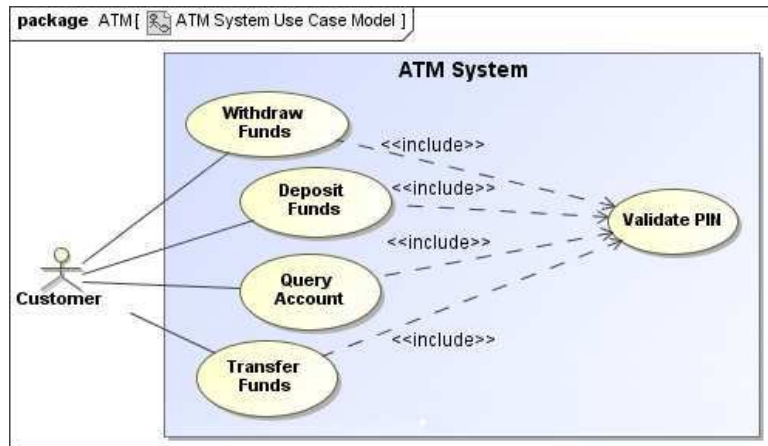 package ATM[ ATM System Use Case Model ]
ATM System
Withdraw
Funds
<<include>>
Deposit
Funds
<<include>>
Validate PIN
<<include>>
Query
Account
Customer
<<include>>
Transfer
Funds